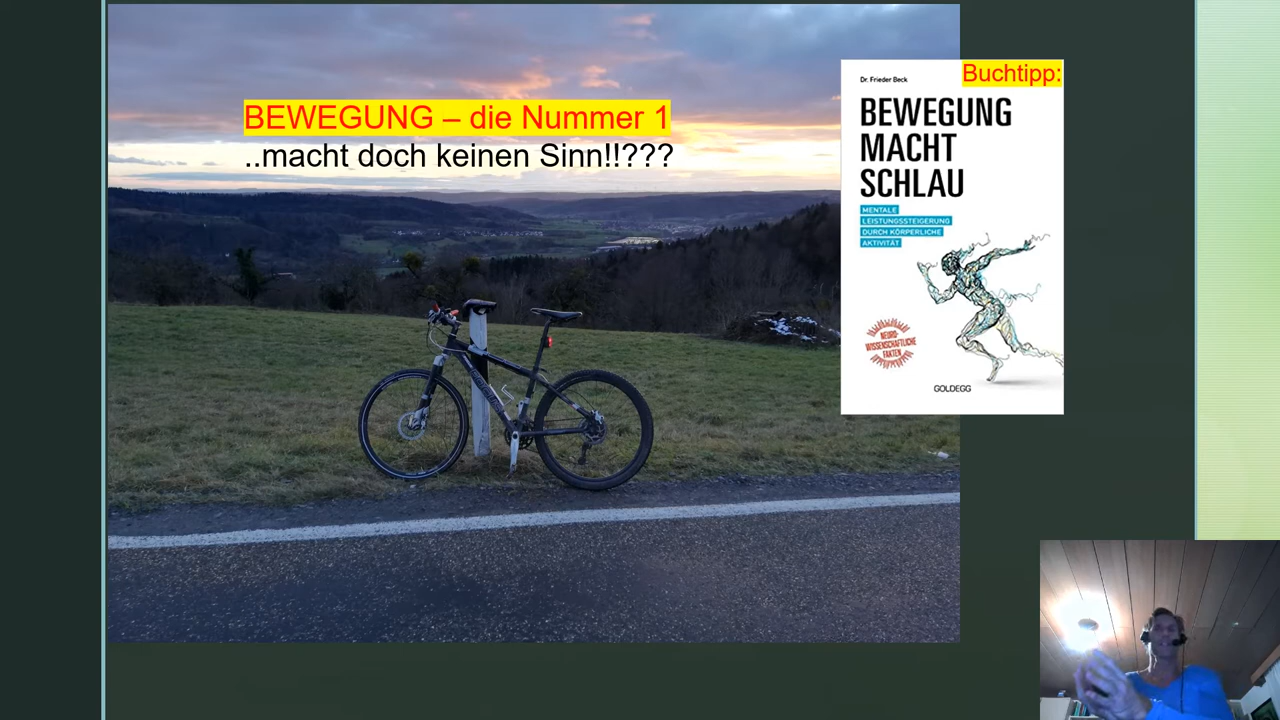 BEWEGUNG – die Nummer 1
..macht doch keinen Sinn!!???
Buchtipp:
Dr. Frieder Beck
BEWEGUNG
MACHT
SCHLAU
MENTALE
LEISTUNGSSTEIGERUNG
DURCH KÖRPERLICHE
AKTIVITÄT
NEURO-
WISSENSCHAFTLICHE
FAKTEN
GOLDEGG